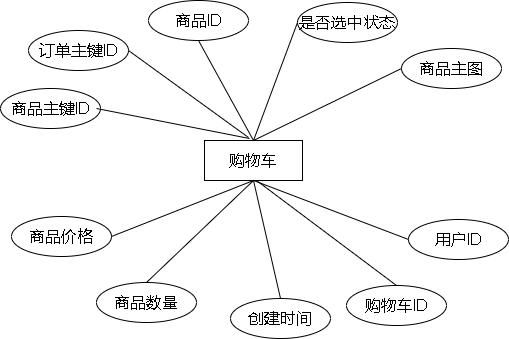 商品ID
是否选中状态
订单主键ID
商品主图
商品主键ID
购物车
商品价格
用户ID
商品数量
创建时间
购物车ID